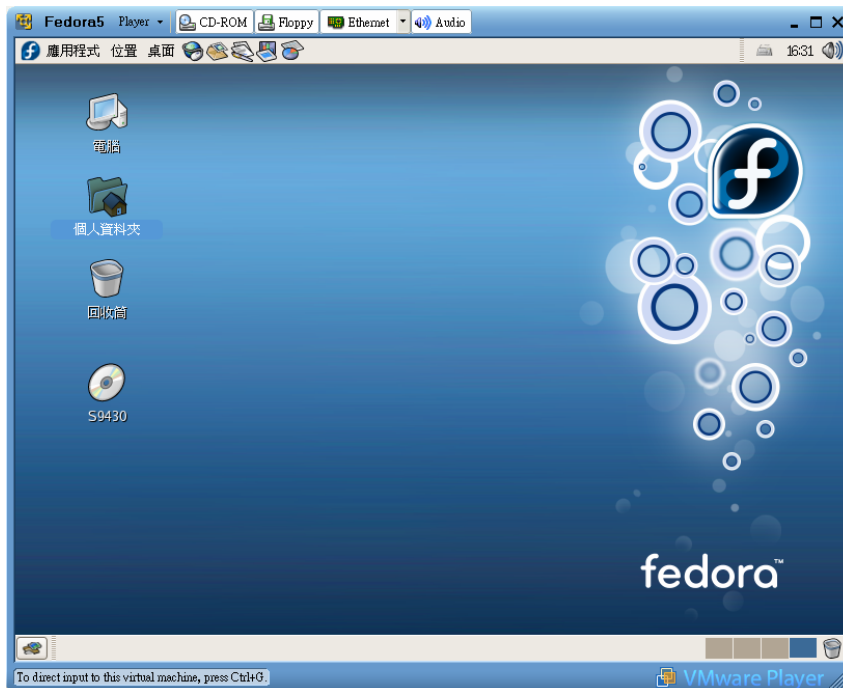 Fedora5 Player CD-ROM Floppy Ethernet Audio
應用程式 位置 桌面 16:31
電腦
個人資料夾
回收筒
S9430
fedora™
To direct input to this virtual machine, press Ctrl+G.
VMware Player